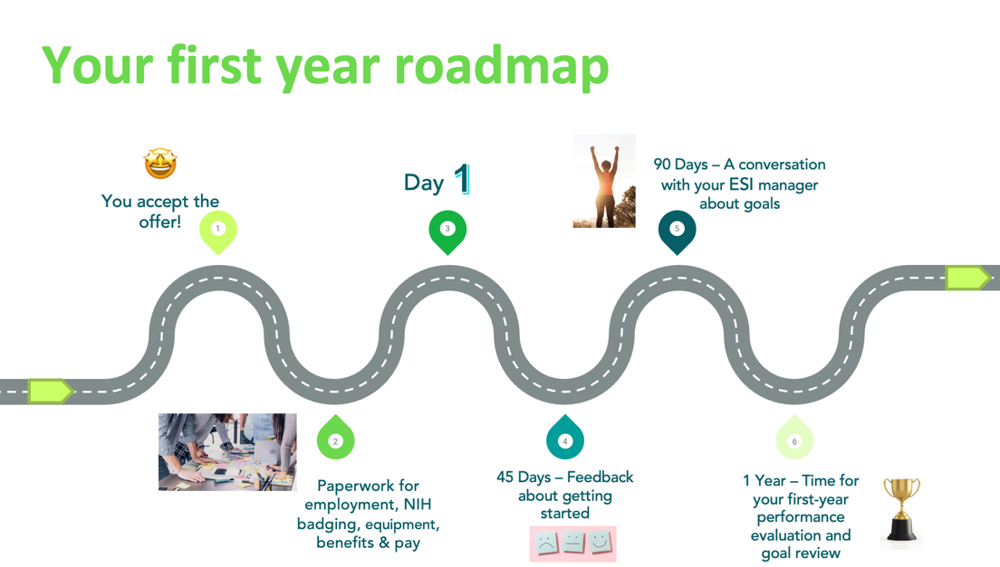 Your first year roadmap
You accept the
offer!
1
Paperwork for
employment, NIH
badging, equipment,
benefits & pay
2
Day 1
3
45 Days – Feedback
about getting
started
4
90 Days – A conversation
with your ESI manager
about goals
5
1 Year – Time for
your first-year
performance
evaluation and
goal review
6